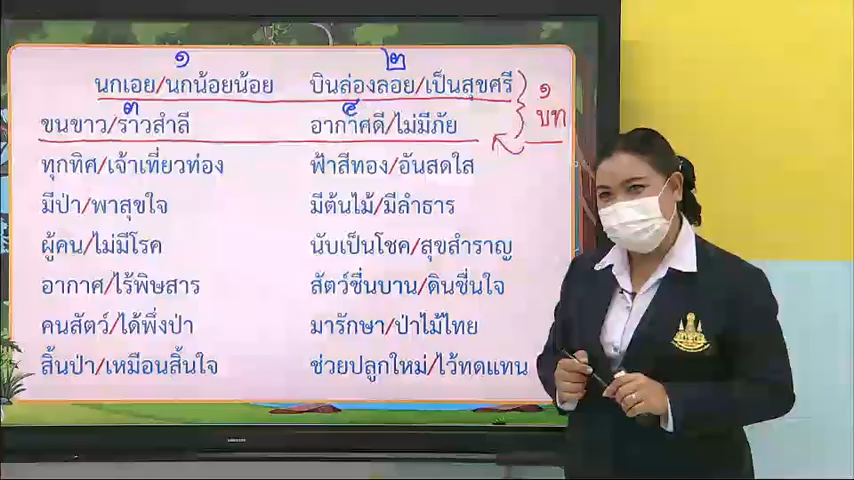 ๑ ๒
นกเอย/นกน้อยน้อย บินล่องลอย/เป็นสุขศรี ๑
๓ ๔ บท
ขนขาว/ราวสำลี อากาศดี/ไม่มีภัย
ทุกทิศ/เจ้าเที่ยวท่อง ฟ้าสีทอง/อันสดใส
มีป่า/พาสุขใจ มีต้นไม้/มีลำธาร
ผู้คน/ไม่มีโรค นับเป็นโชค/สุขสำราญ
อากาศ/ไร้พิษสาร สัตว์ชื่นบาน/ดินชื่นใจ
คนสัตว์/ได้พึ่งป่า มารักษา/ป่าไม้ไทย
สิ้นป่า/เหมือนสิ้นใจ ช่วยปลูกใหม่/ไว้ทดแทน